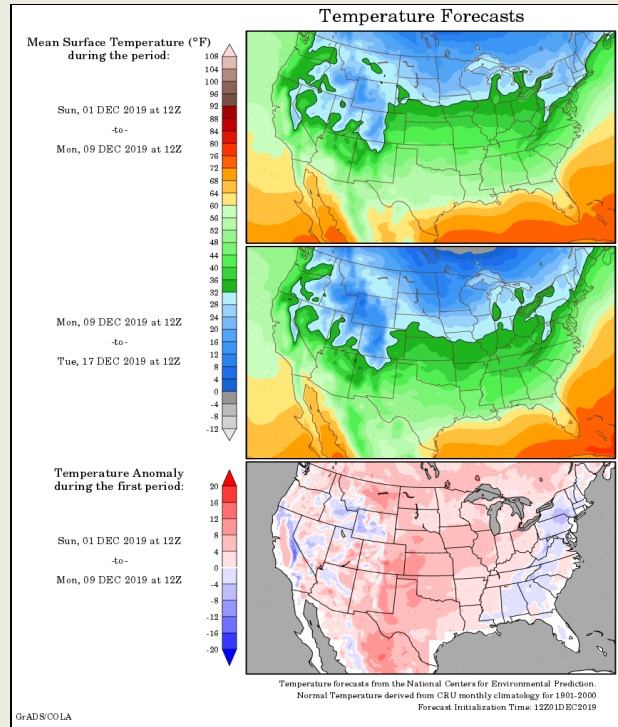 Temperature Forecasts
Mean Surface Temperature (°F)
during the period:
Sun, 01 DEC 2019 at 12Z
-to-
Mon, 09 DEC 2019 at 12Z
108
104
100
96
92
88
84
80
76
72
68
64
60
56
52
48
44
40
36
32
28
24
20
16
12
8
4
0
-4
-8
-12
Mon, 09 DEC 2019 at 12Z
-to-
Tue, 17 DEC 2019 at 12Z
Temperature Anomaly
during the first period:
Sun, 01 DEC 2019 at 12Z
-to-
Mon, 09 DEC 2019 at 12Z
20
16
12
8
4
0
-4
-8
-12
-16
-20
Temperature forecasts from the National Centers for Environmental Prediction.
Normal Temperature derived from CRU monthly climatology for 1901-2000
Forecast Initialization Time: 12Z01DEC2019
GrADS/COLA